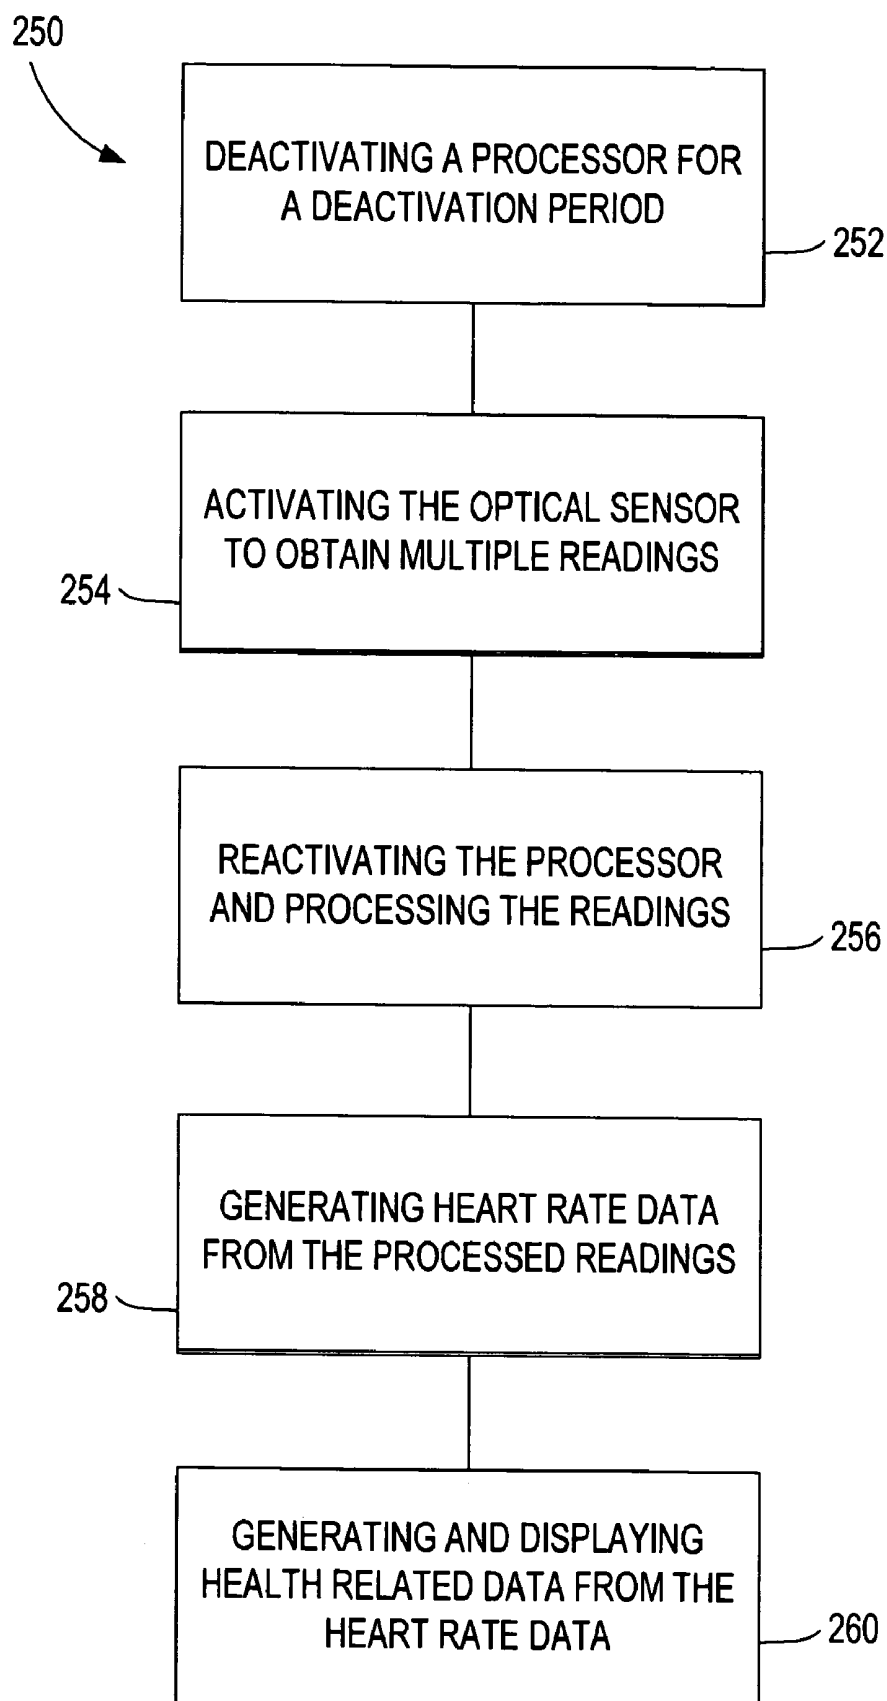 250
DEACTIVATING A PROCESSOR FOR
A DEACTIVATION PERIOD
252
ACTIVATING THE OPTICAL SENSOR
TO OBTAIN MULTIPLE READINGS
254
REACTIVATING THE PROCESSOR
AND PROCESSING THE READINGS
256
GENERATING HEART RATE DATA
FROM THE PROCESSED READINGS
258
GENERATING AND DISPLAYING
HEALTH RELATED DATA FROM THE
HEART RATE DATA
260